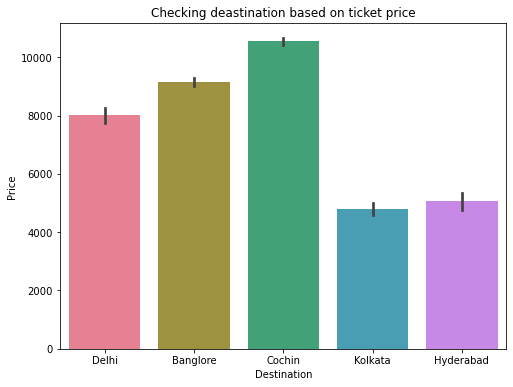 Checking deastination based on ticket price
10000
8000
6000
4000
2000
0
Price
Delhi Banglore Cochin Kolkata Hyderabad
Destination